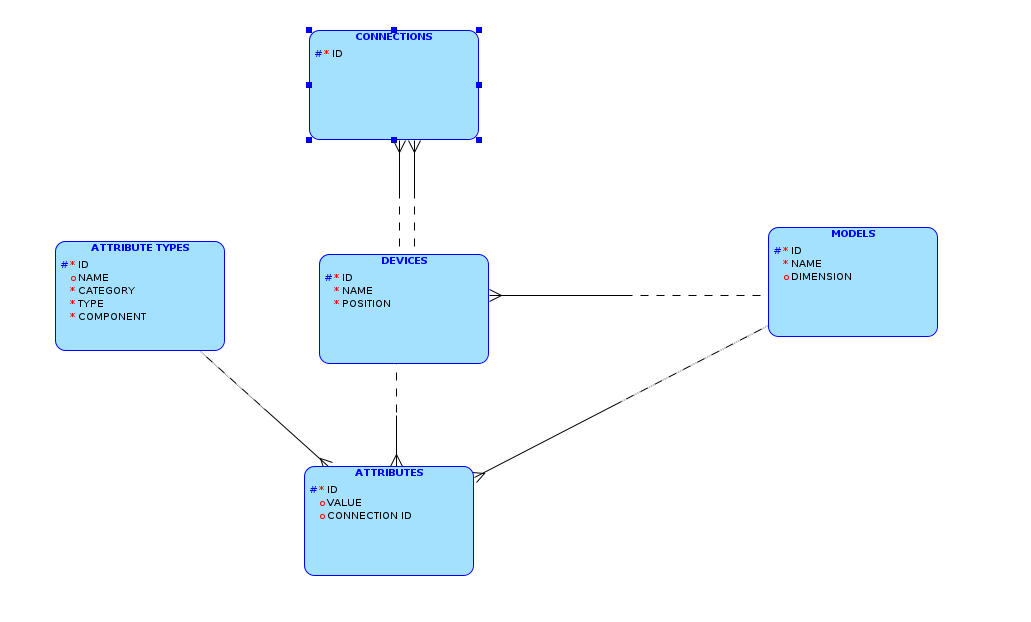 CONNECTIONS
#* ID
ATTRIBUTE TYPES
#* ID
o NAME
* CATEGORY
* TYPE
* COMPONENT
DEVICES
#* ID
* NAME
* POSITION
MODELS
#* ID
* NAME
o DIMENSION
ATTRIBUTES
#* ID
o VALUE
o CONNECTION ID